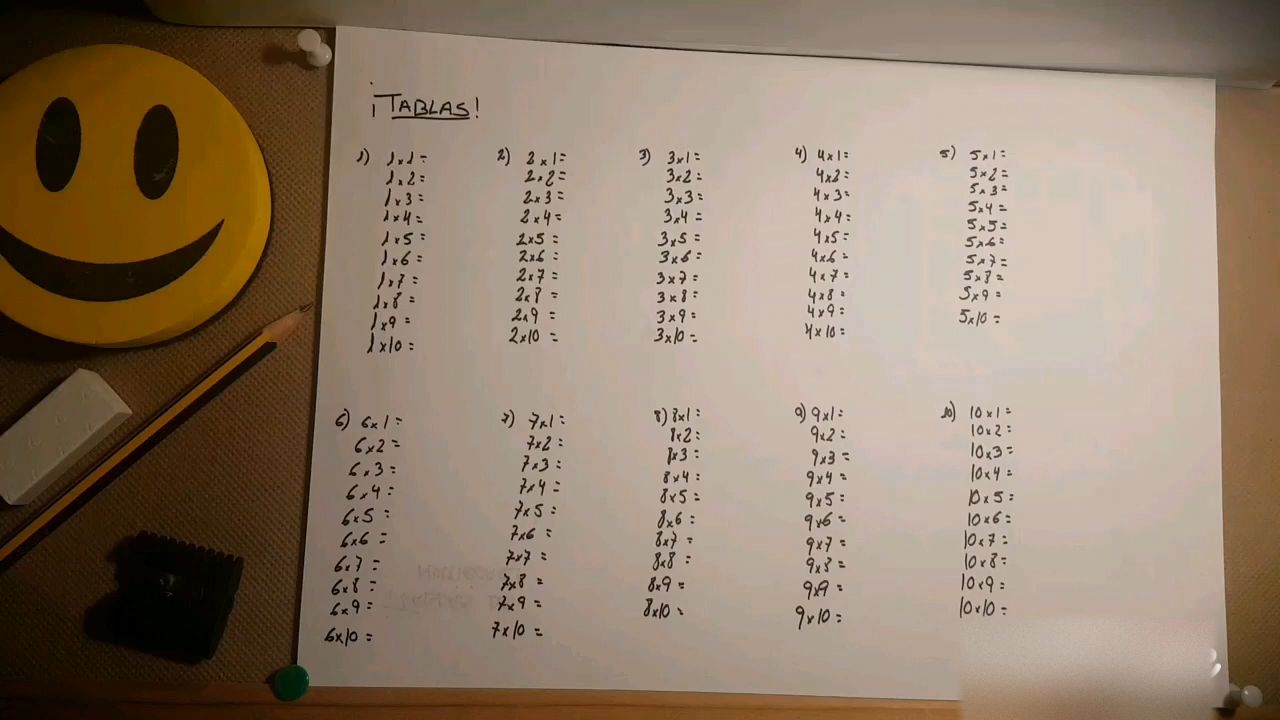 ¡TABLAS!
1) 1x1=
1x2=
1x3=
1x4=
1x5=
1x6=
1x7=
1x8=
1x9=
1x10=
2) 2x1=
2x2=
2x3=
2x4=
2x5=
2x6=
2x7=
2x8=
2x9=
2x10=
3) 3x1=
3x2=
3x3=
3x4=
3x5=
3x6=
3x7=
3x8=
3x9=
3x10=
4) 4x1=
4x2=
4x3=
4x4=
4x5=
4x6=
4x7=
4x8=
4x9=
4x10=
5) 5x1=
5x2=
5x3=
5x4=
5x5=
5x6=
5x7=
5x8=
5x9=
5x10=
6) 6x1=
6x2=
6x3=
6x4=
6x5=
6x6=
6x7=
6x8=
6x9=
6x10=
7) 7x1=
7x2=
7x3=
7x4=
7x5=
7x6=
7x7=
7x8=
7x9=
7x10=
8) 8x1=
8x2=
8x3=
8x4=
8x5=
8x6=
8x7=
8x8=
8x9=
8x10=
9) 9x1=
9x2=
9x3=
9x4=
9x5=
9x6=
9x7=
9x8=
9x9=
9x10=
10) 10x1=
10x2=
10x3=
10x4=
10x5=
10x6=
10x7=
10x8=
10x9=
10x10=